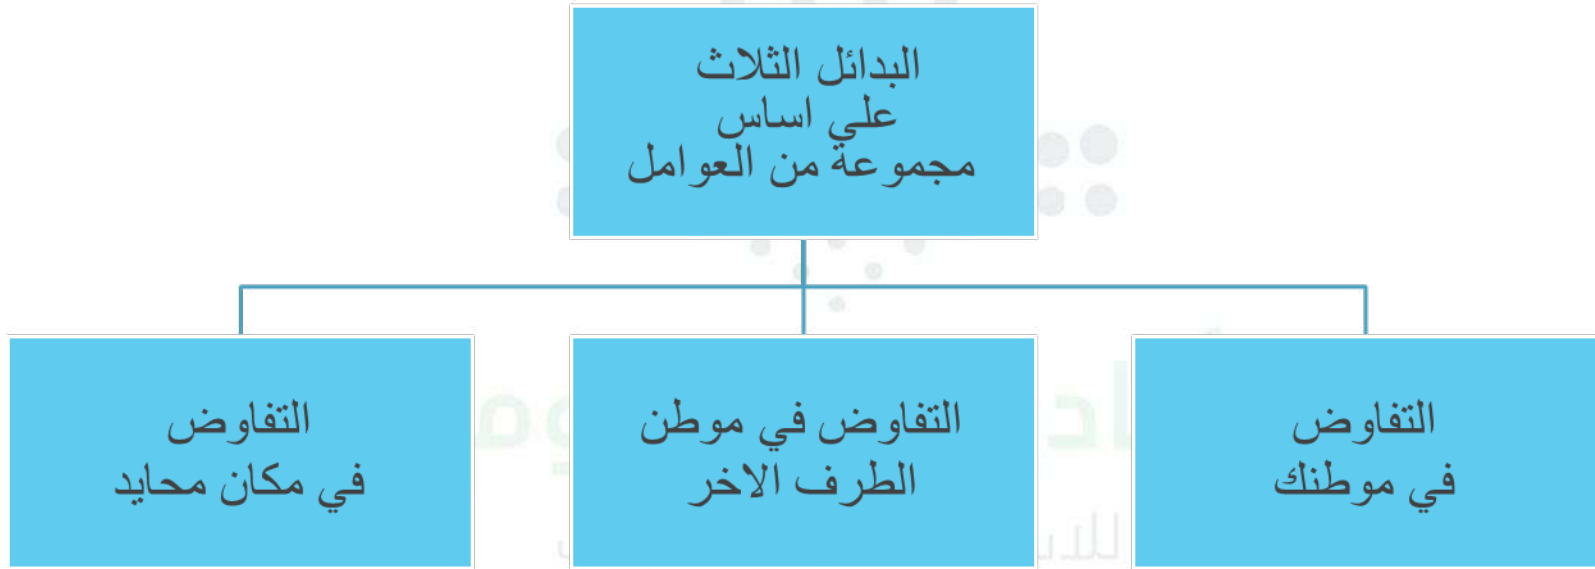 البدائل الثلاث
علي اساس
مجموعة من العوامل
التفاوض
في موطنك
التفاوض في موطن
الطرف الاخر
التفاوض
في مكان محايد